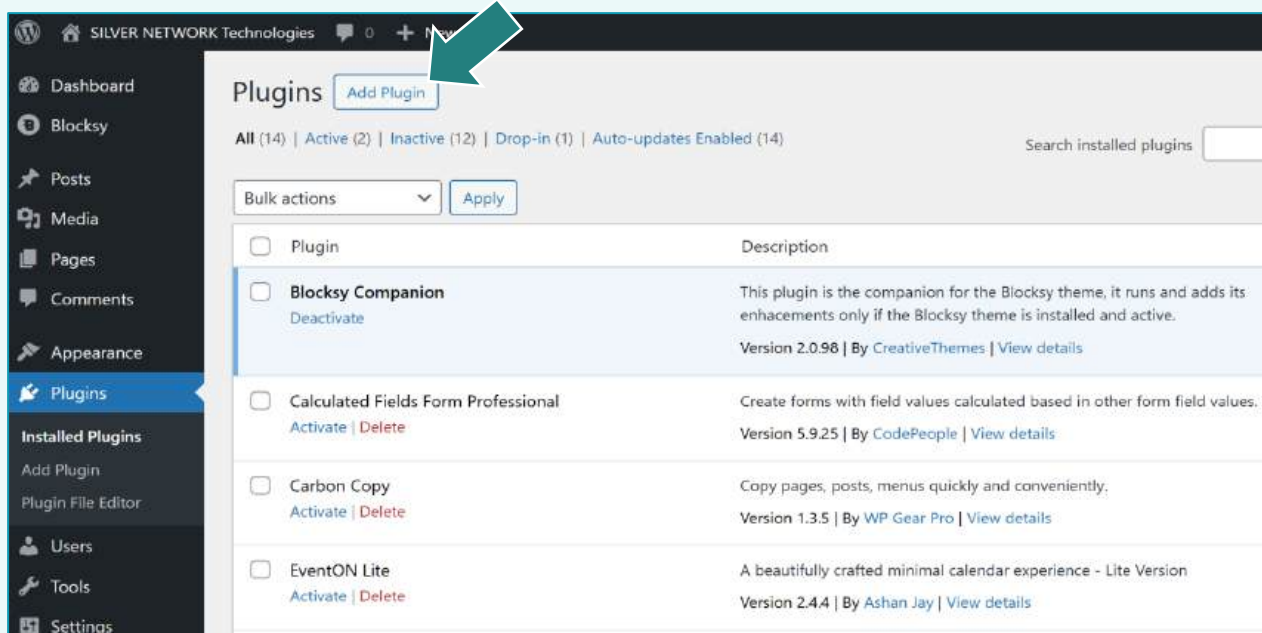 SILVER NETWORK Technologies 0 + New
Dashboard
Blocksy
Posts
Media
Pages
Comments
Appearance
Plugins
Installed Plugins
Add Plugin
Plugin File Editor
Users
Tools
Settings
Plugins Add Plugin
All (14) | Active (2) | Inactive (12) | Drop-in (1) | Auto-updates Enabled (14)
Search installed plugins
Bulk actions Apply
Plugin Description
Blocksy Companion
Deactivate
This plugin is the companion for the Blocksy theme, it runs and adds its
enhacements only if the Blocksy theme is installed and active.
Version 2.0.98 | By CreativeThemes | View details
Calculated Fields Form Professional
Activate | Delete
Create forms with field values calculated based in other form field values.
Version 5.9.25 | By CodePeople | View details
Carbon Copy
Activate | Delete
Copy pages, posts, menus quickly and conveniently.
Version 1.3.5 | By WP Gear Pro | View details
EventON Lite
Activate | Delete
A beautifully crafted minimal calendar experience - Lite Version
Version 2.4.4 | By Ashan Jay | View details